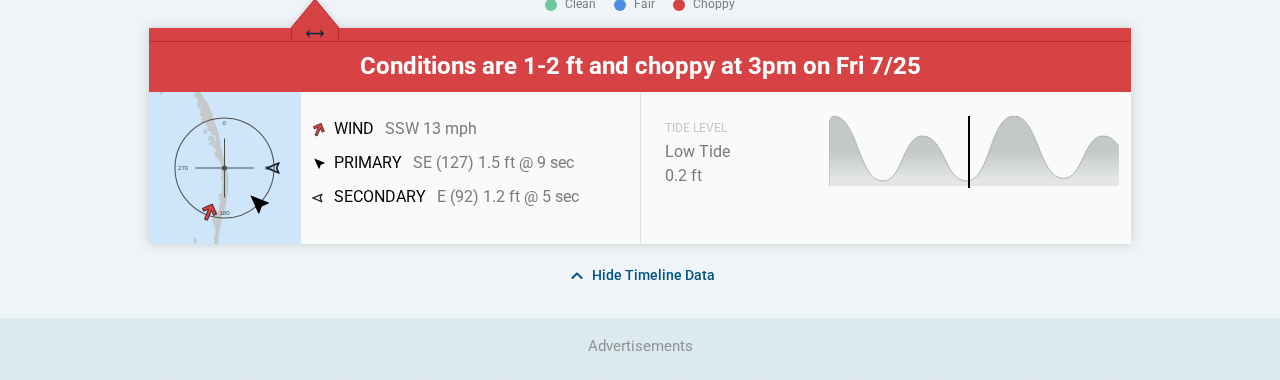 Clean Fair Choppy
Conditions are 1-2 ft and choppy at 3pm on Fri 7/25
0
270
180
WIND SSW 13 mph
PRIMARY SE (127) 1.5 ft @ 9 sec
SECONDARY E (92) 1.2 ft @ 5 sec
TIDE LEVEL
Low Tide
0.2 ft
Hide Timeline Data
Advertisements